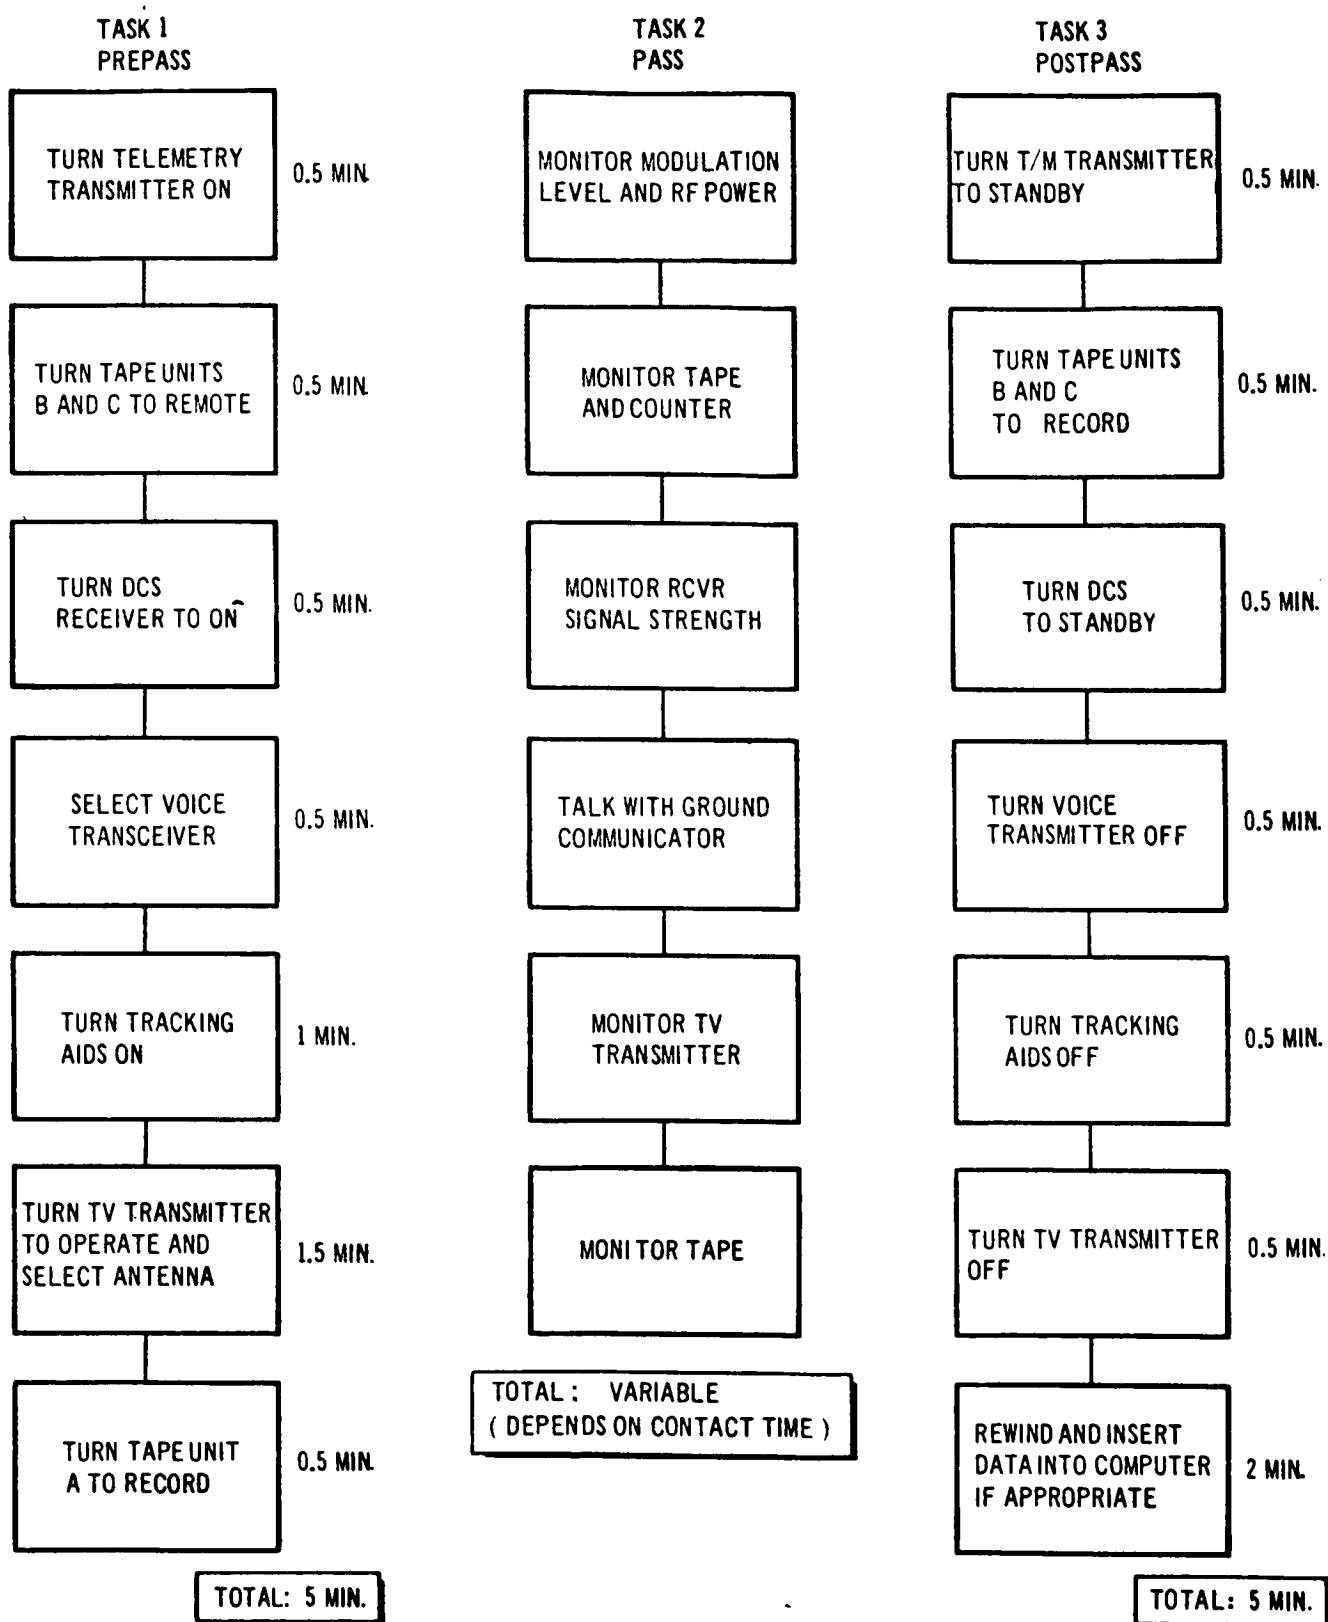 TASK 1
PREPASS
TURN TELEMETRY
TRANSMITTER ON
0.5 MIN.
TURN TAPE UNITS
B AND C TO REMOTE
0.5 MIN.
TURN DCS
RECEIVER TO ON
0.5 MIN.
SELECT VOICE
TRANSCEIVER
0.5 MIN.
TURN TRACKING
AIDS ON
1 MIN.
TURN TV TRANSMITTER
TO OPERATE AND
SELECT ANTENNA
1.5 MIN.
TURN TAPE UNIT
A TO RECORD
0.5 MIN.
TOTAL: 5 MIN.
TASK 2
PASS
MONITOR MODULATION
LEVEL AND RF POWER
MONITOR TAPE
AND COUNTER
MONITOR RCVR
SIGNAL STRENGTH
TALK WITH GROUND
COMMUNICATOR
MONITOR TV
TRANSMITTER
MONITOR TAPE
TOTAL: VARIABLE
(DEPENDS ON CONTACT TIME)
TASK 3
POSTPASS
TURN T/M TRANSMITTER
TO STANDBY
0.5 MIN.
TURN TAPE UNITS
B AND C
TO RECORD
0.5 MIN.
TURN DCS
TO STANDBY
0.5 MIN.
TURN VOICE
TRANSMITTER OFF
0.5 MIN.
TURN TRACKING
AIDS OFF
0.5 MIN.
TURN TV TRANSMITTER
OFF
0.5 MIN.
REWIND AND INSERT
DATA INTO COMPUTER
IF APPROPRIATE
2 MIN.
TOTAL: 5 MIN.